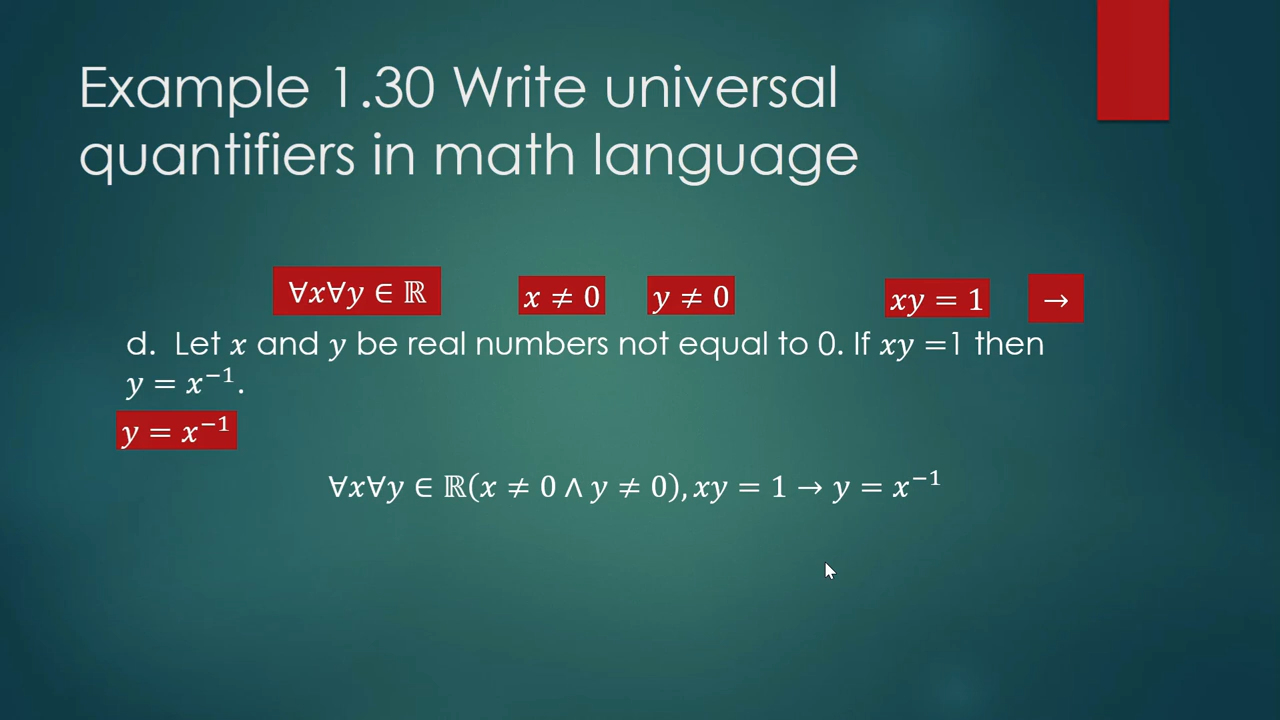 Example 1.30 Write universal
quantifiers in math language
∀x∀y ∈ ℝ x ≠ 0 y ≠ 0 xy = 1 →
d. Let x and y be real numbers not equal to 0. If xy =1 then
y = x⁻¹.
y = x⁻¹
∀x∀y ∈ ℝ(x ≠ 0 ∧ y ≠ 0), xy = 1 → y = x⁻¹